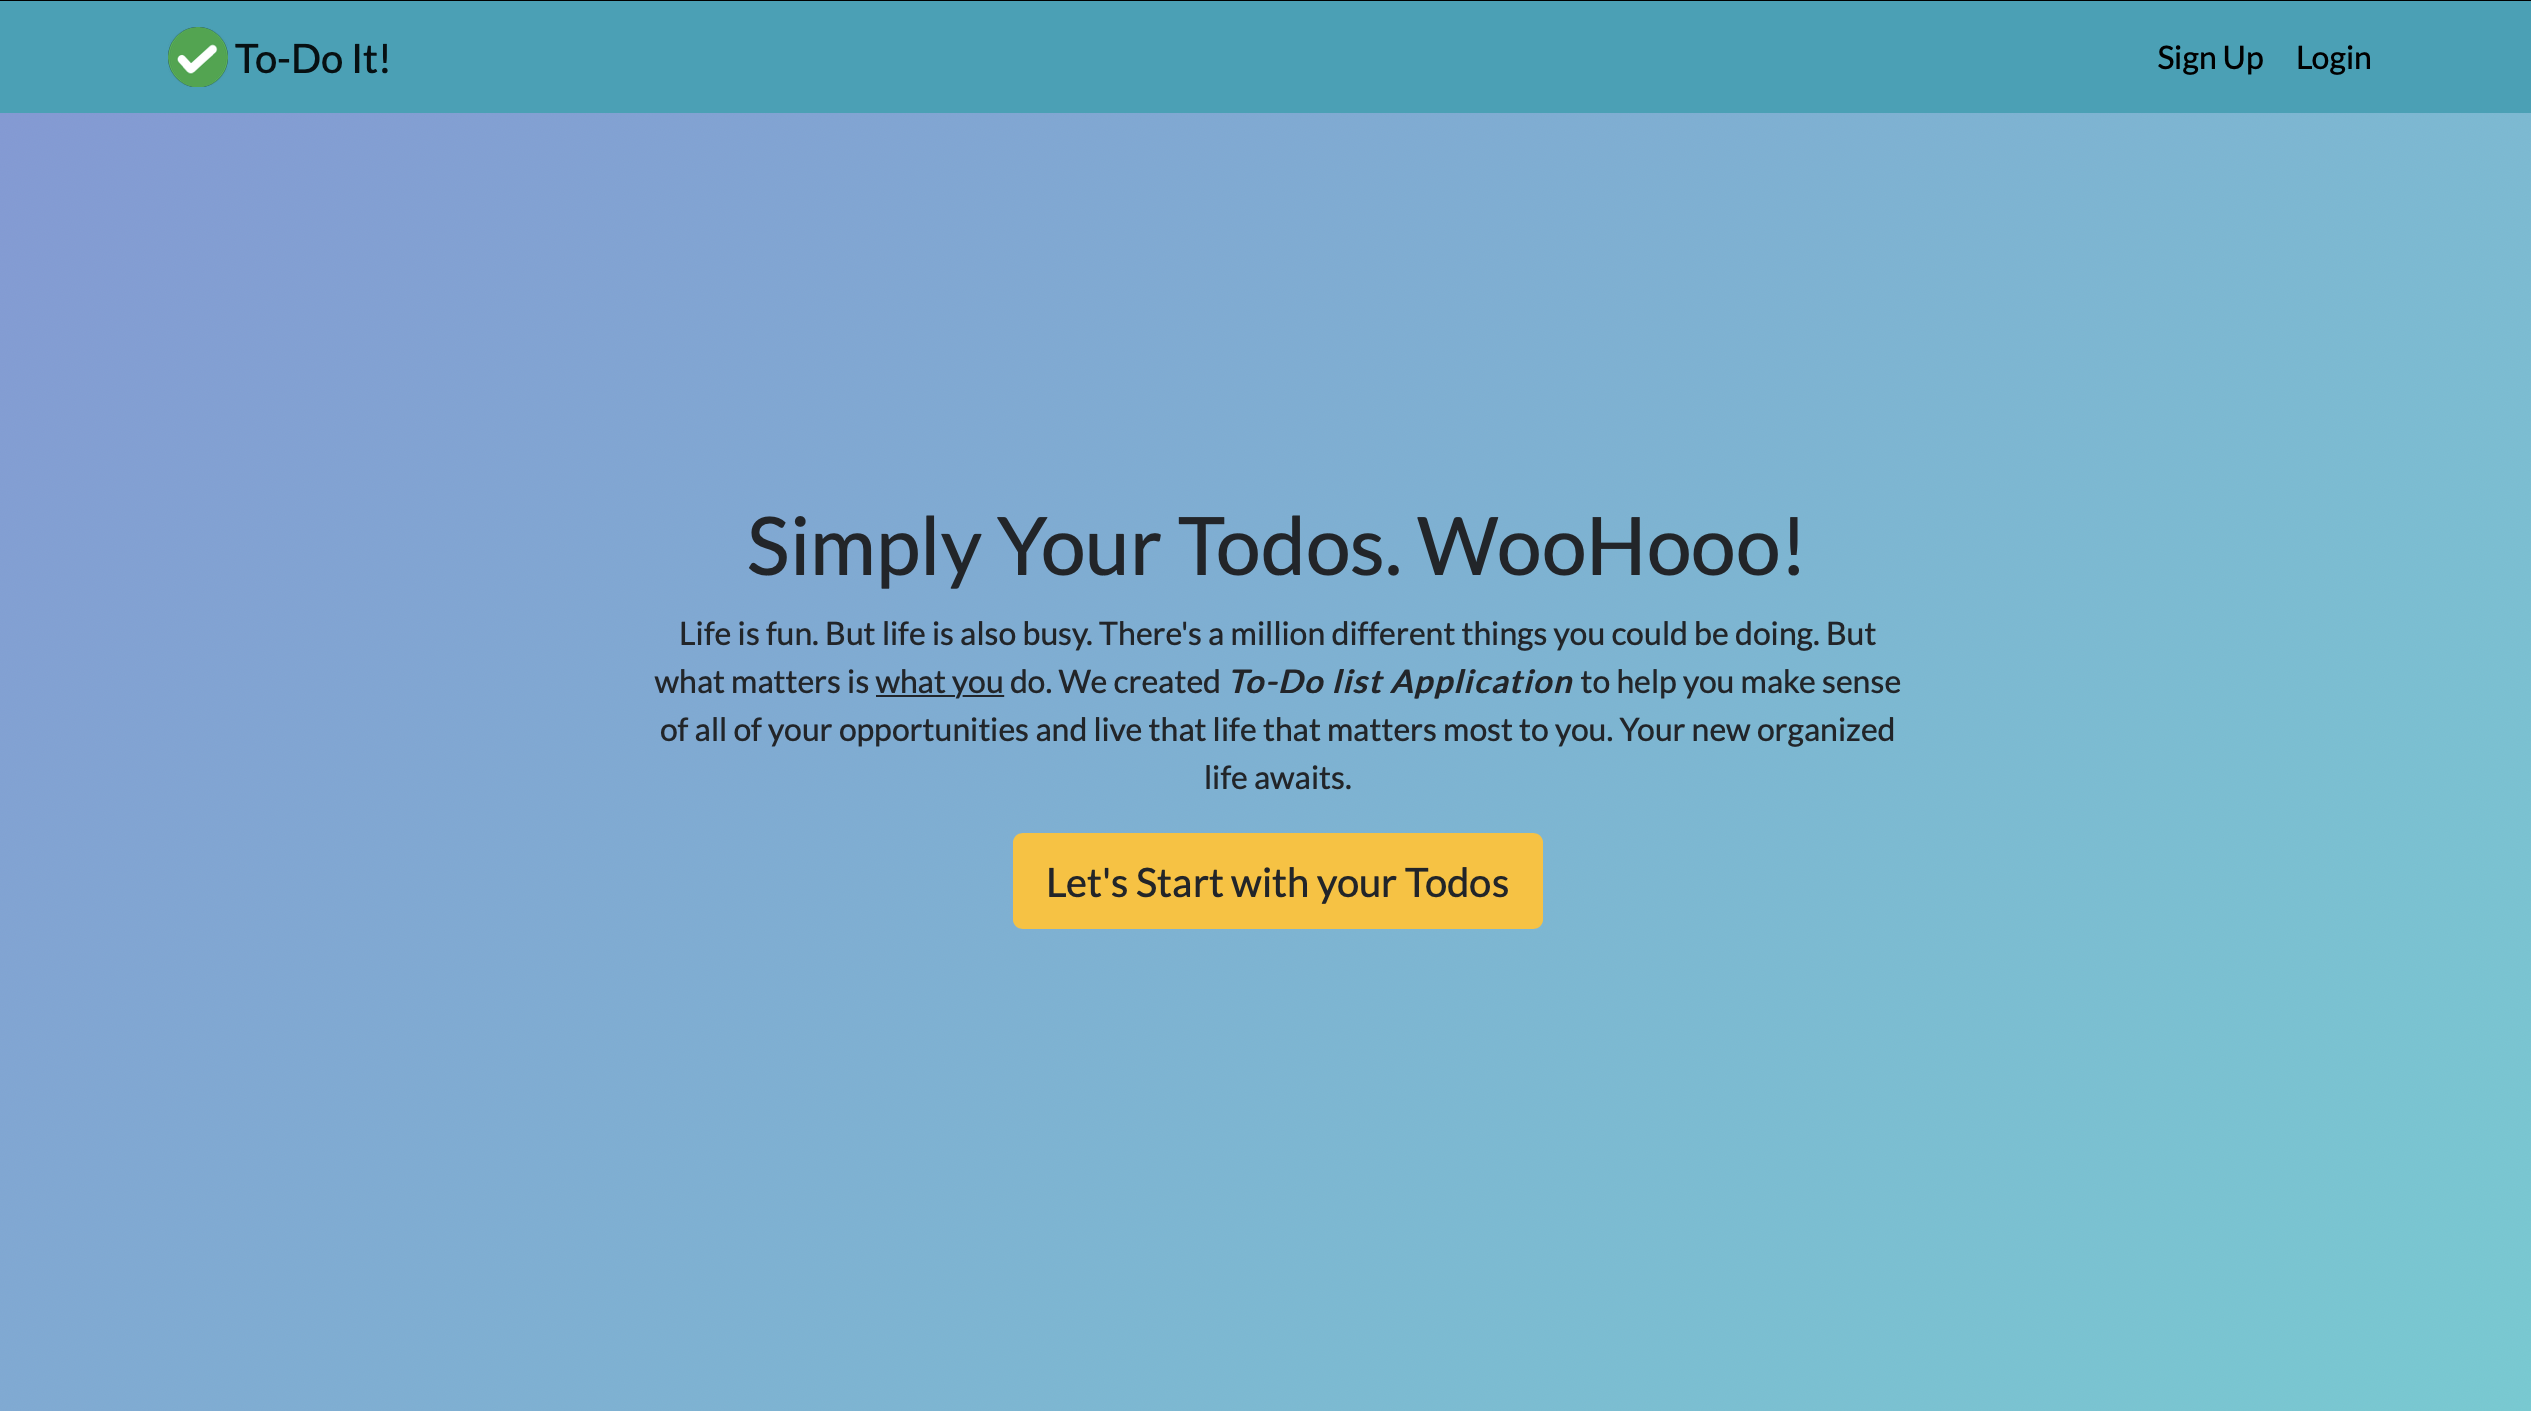 To-Do It!
Sign Up
Login
Simply Your Todos. WooHooo!
Life is fun. But life is also busy. There's a million different things you could be doing. But
what matters is what you do. We created To-Do list Application to help you make sense
of all of your opportunities and live that life that matters most to you. Your new organized
life awaits.
Let's Start with your Todos